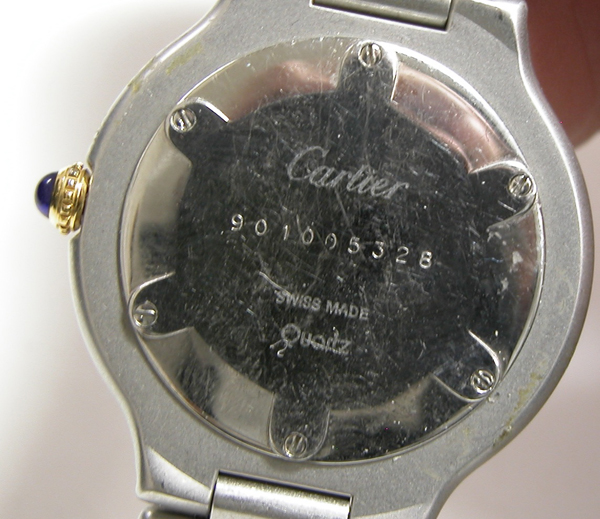 Cartier
901005328
SWISS MADE
Quartz